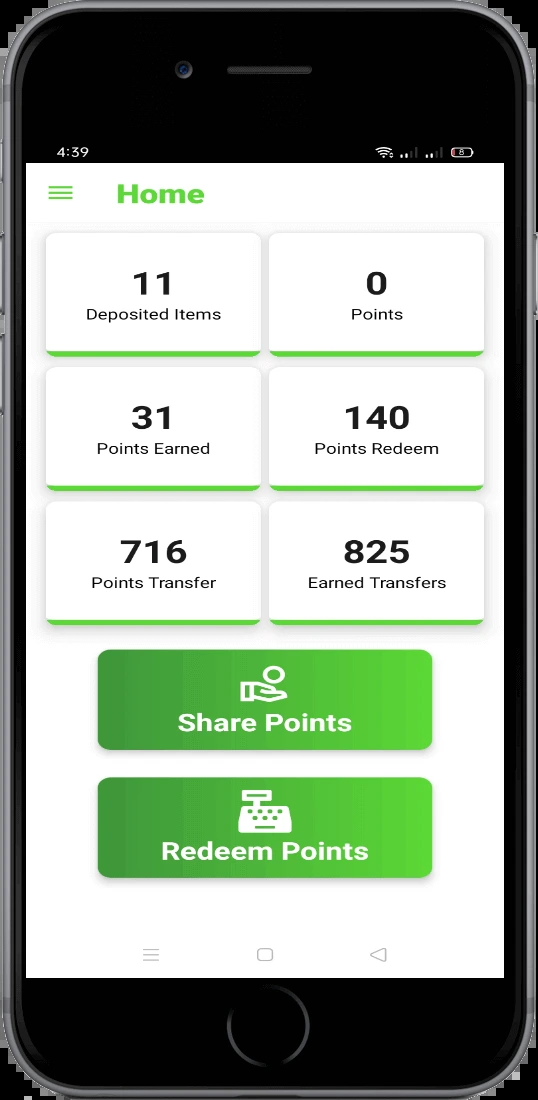 4:39
8
Home
11
Deposited Items
0
Points
31
Points Earned
140
Points Redeem
716
Points Transfer
825
Earned Transfers
Share Points
Redeem Points